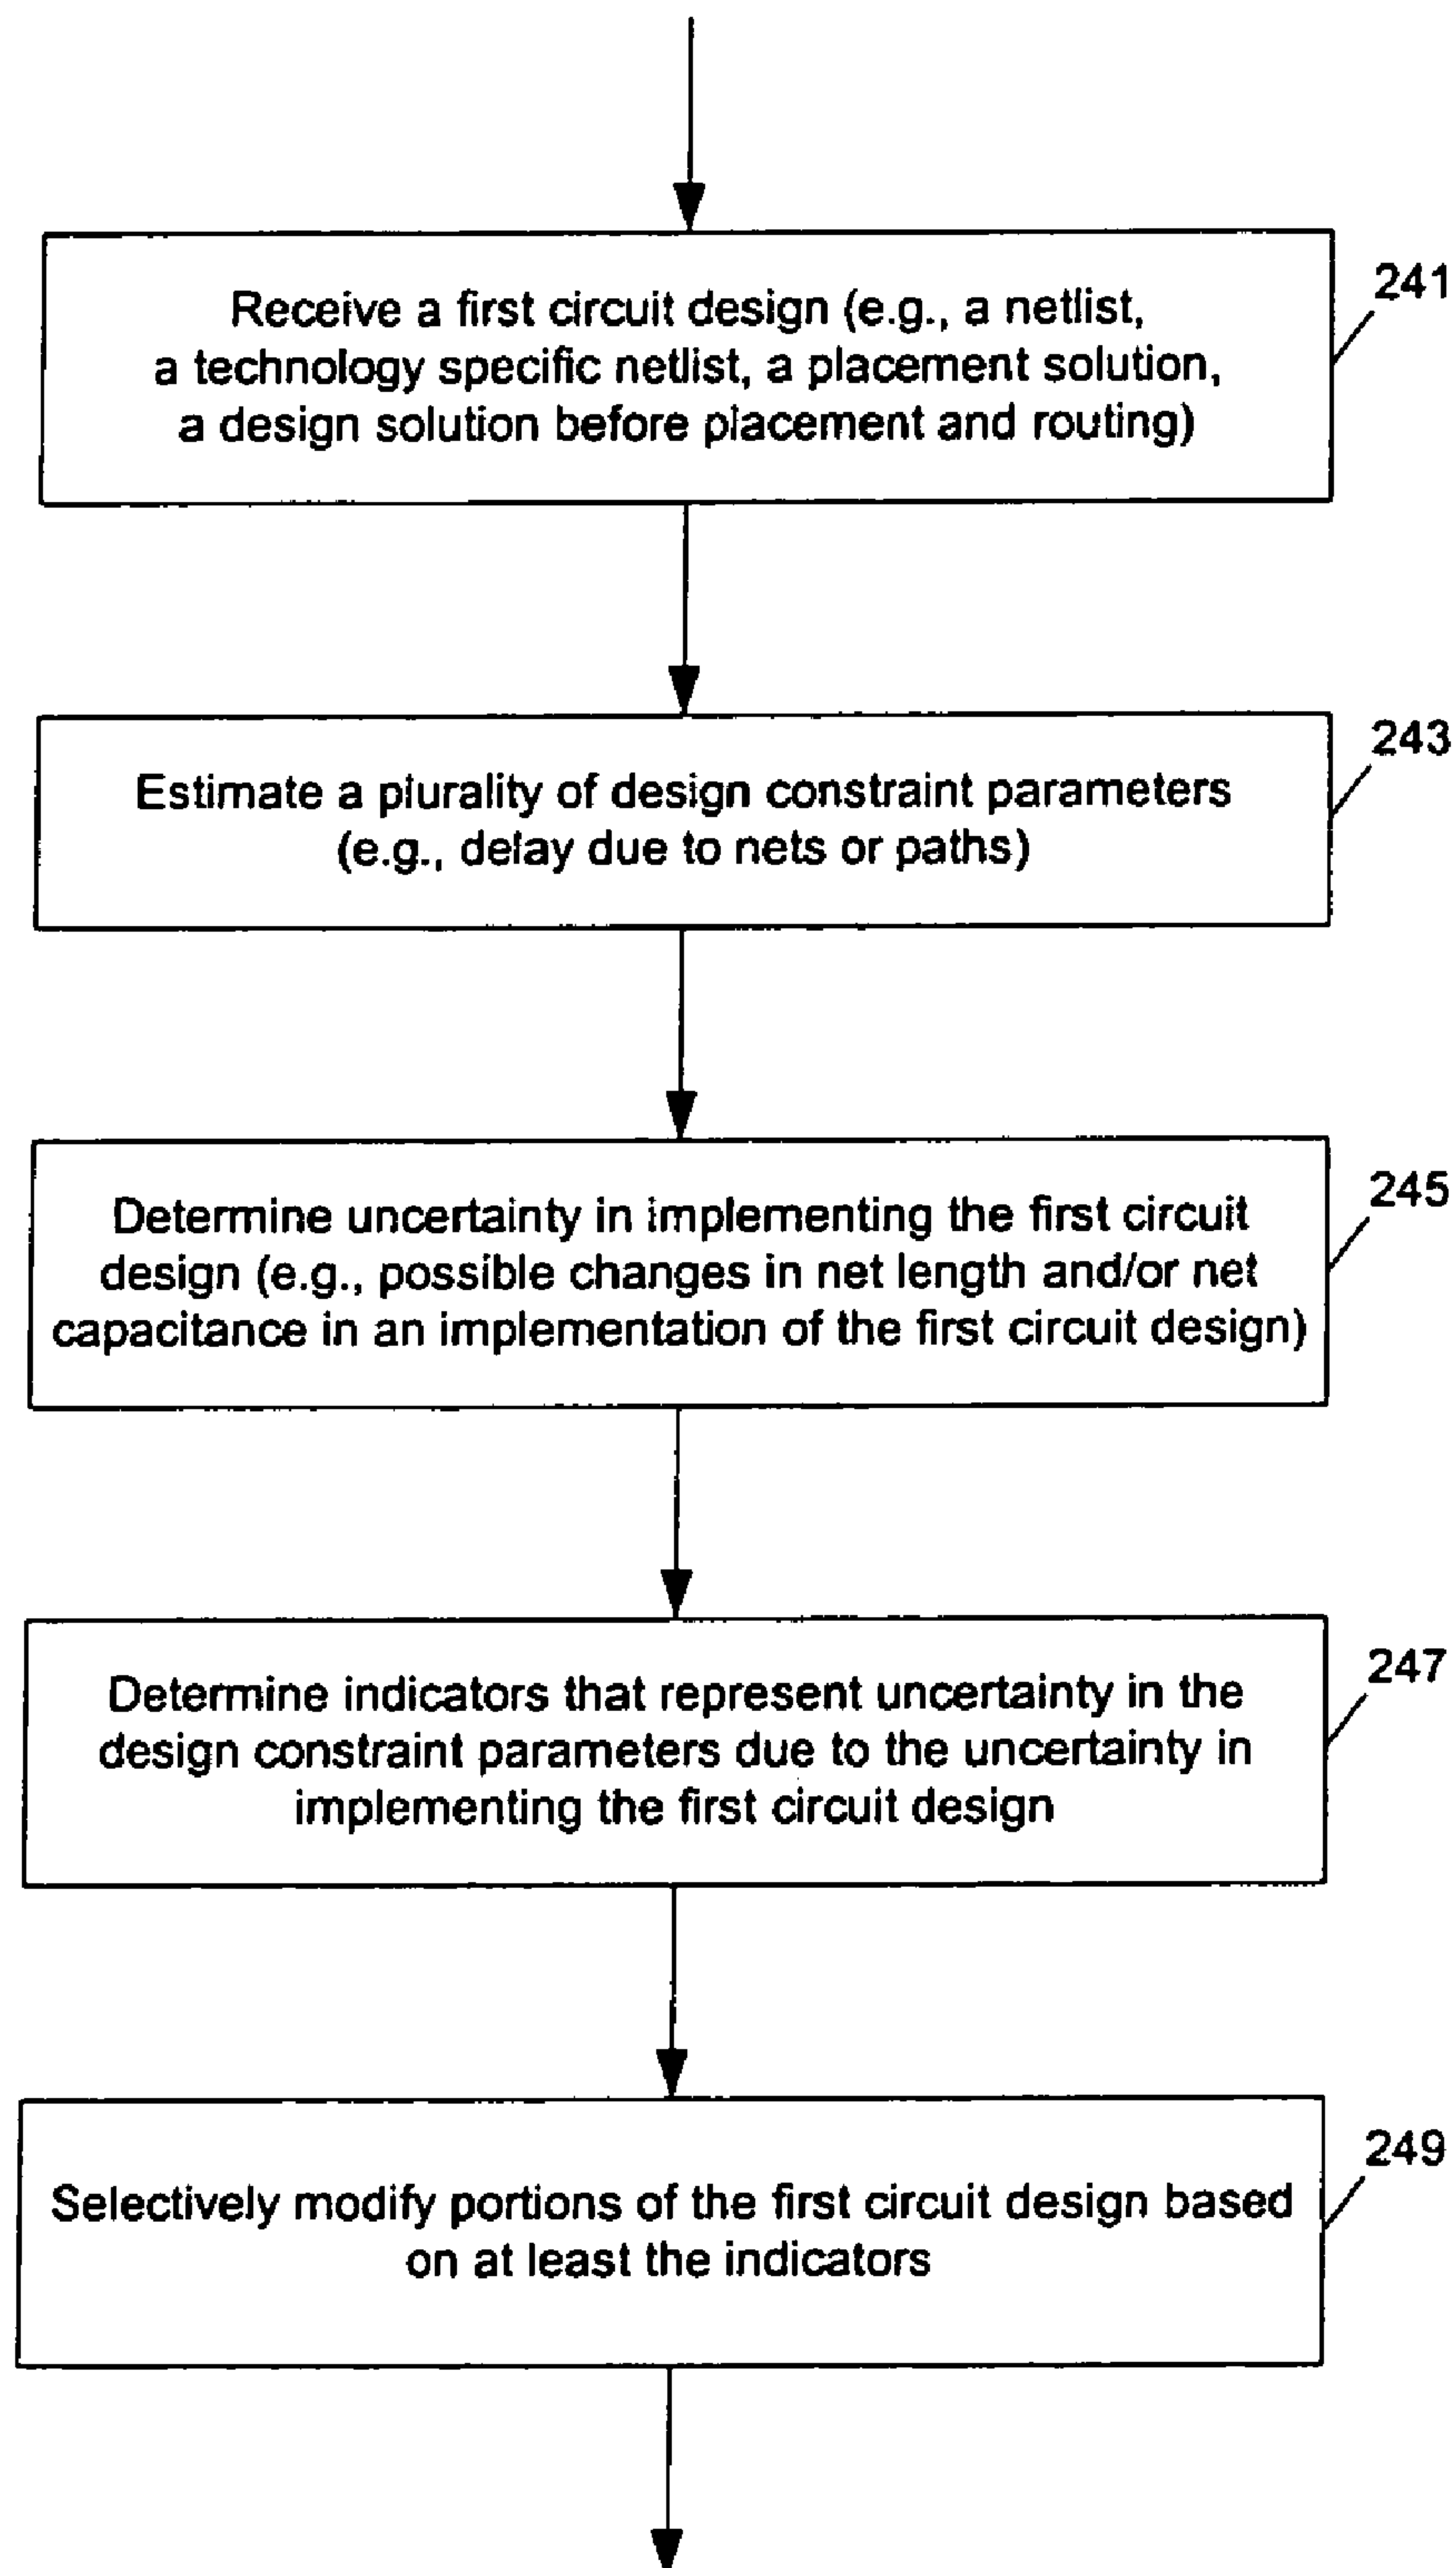 Receive a first circuit design (e.g., a netlist,
a technology specific netlist, a placement solution,
a design solution before placement and routing)
241
Estimate a plurality of design constraint parameters
(e.g., delay due to nets or paths)
243
Determine uncertainty in implementing the first circuit
design (e.g., possible changes in net length and/or net
capacitance in an implementation of the first circuit design)
245
Determine indicators that represent uncertainty in the
design constraint parameters due to the uncertainty in
implementing the first circuit design
247
Selectively modify portions of the first circuit design based
on at least the indicators
249